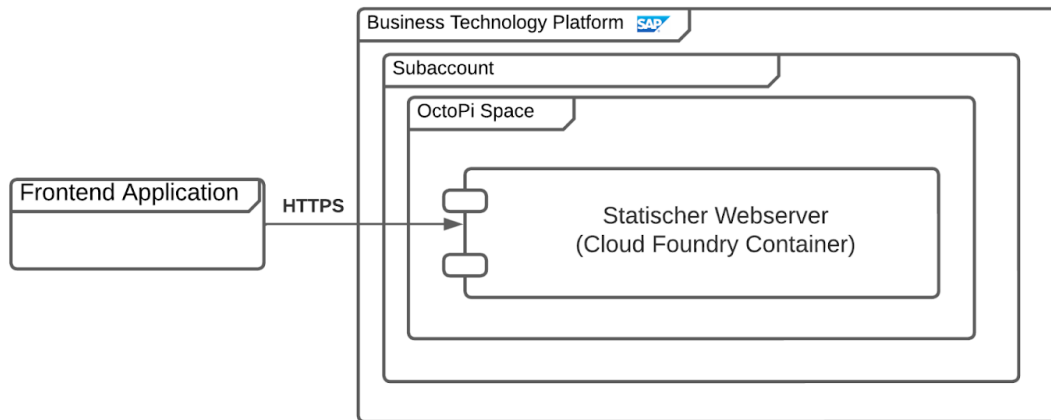 Business Technology Platform SAP
Subaccount
OctoPi Space
Frontend Application
HTTPS
Statischer Webserver
(Cloud Foundry Container)